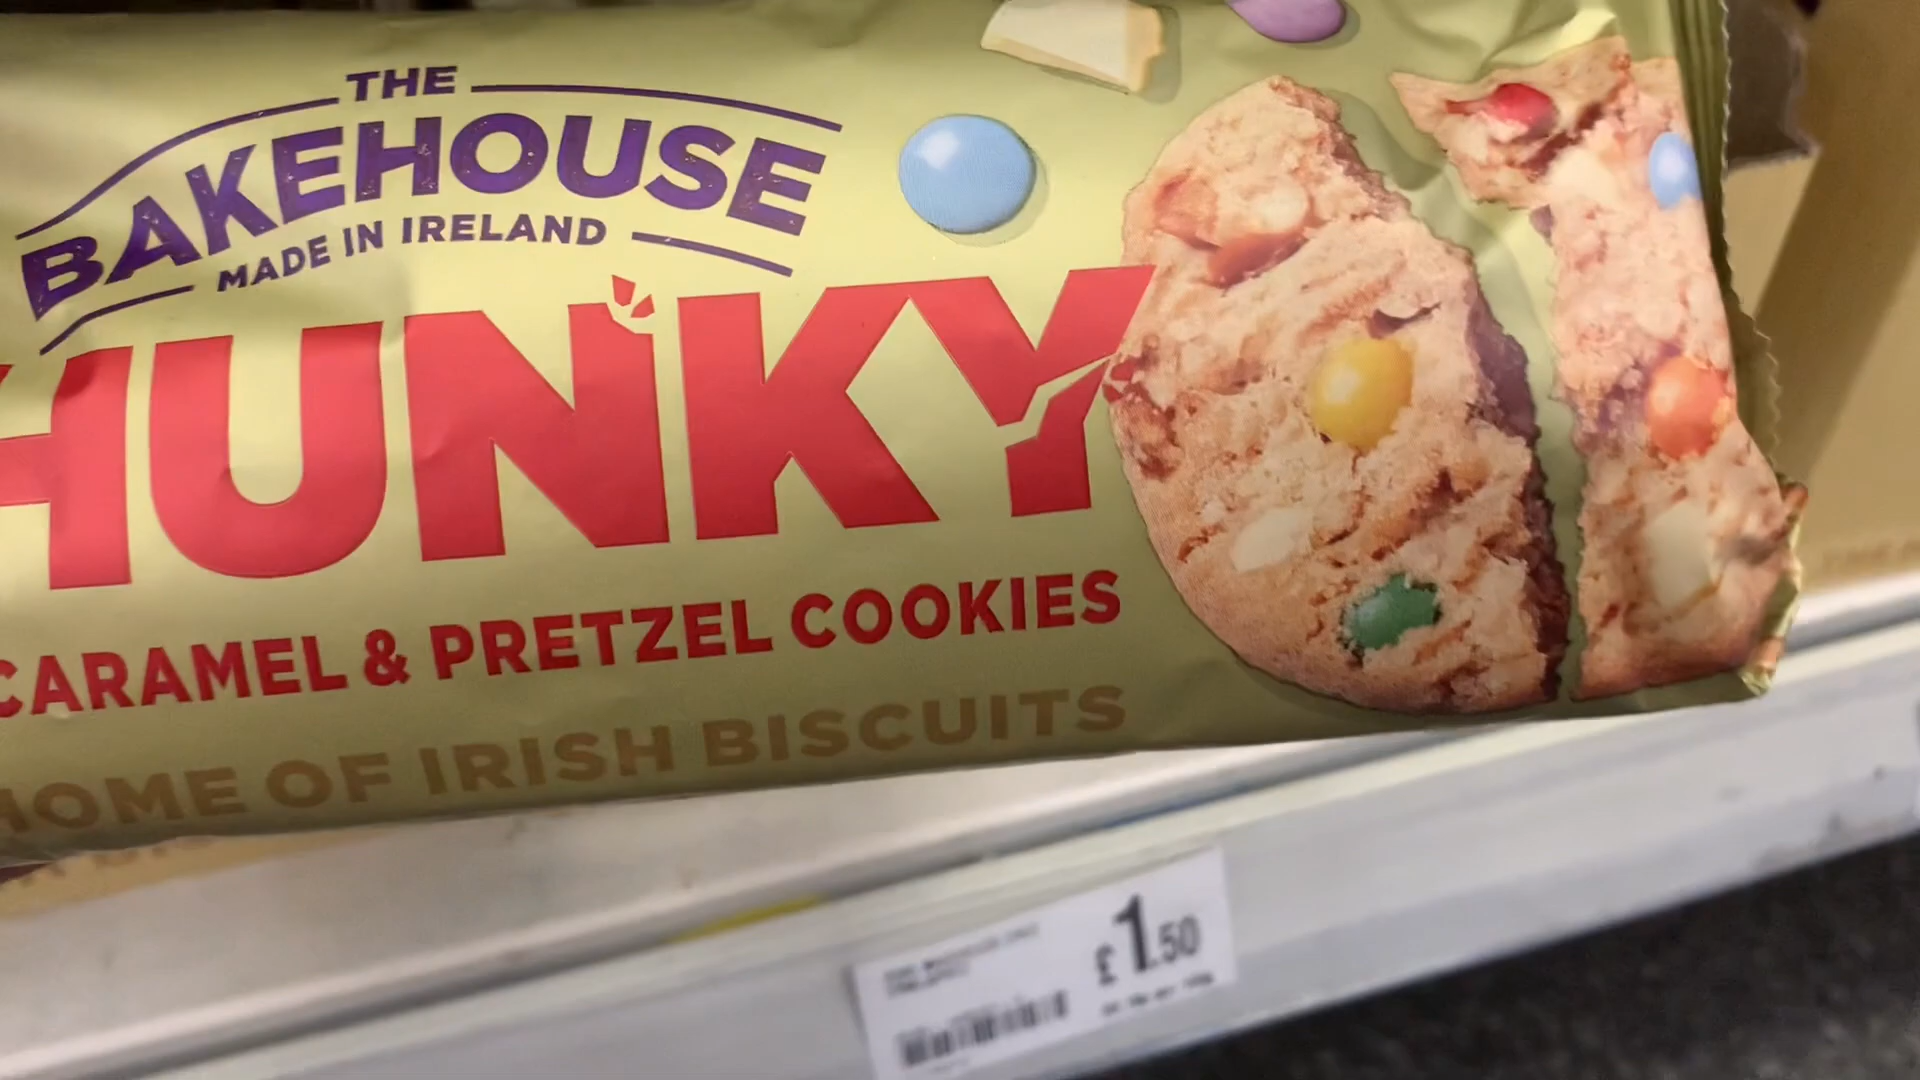 THE
BAKEHOUSE
MADE IN IRELAND
HUNKY
CARAMEL & PRETZEL COOKIES
HOME OF IRISH BISCUITS
£1.50